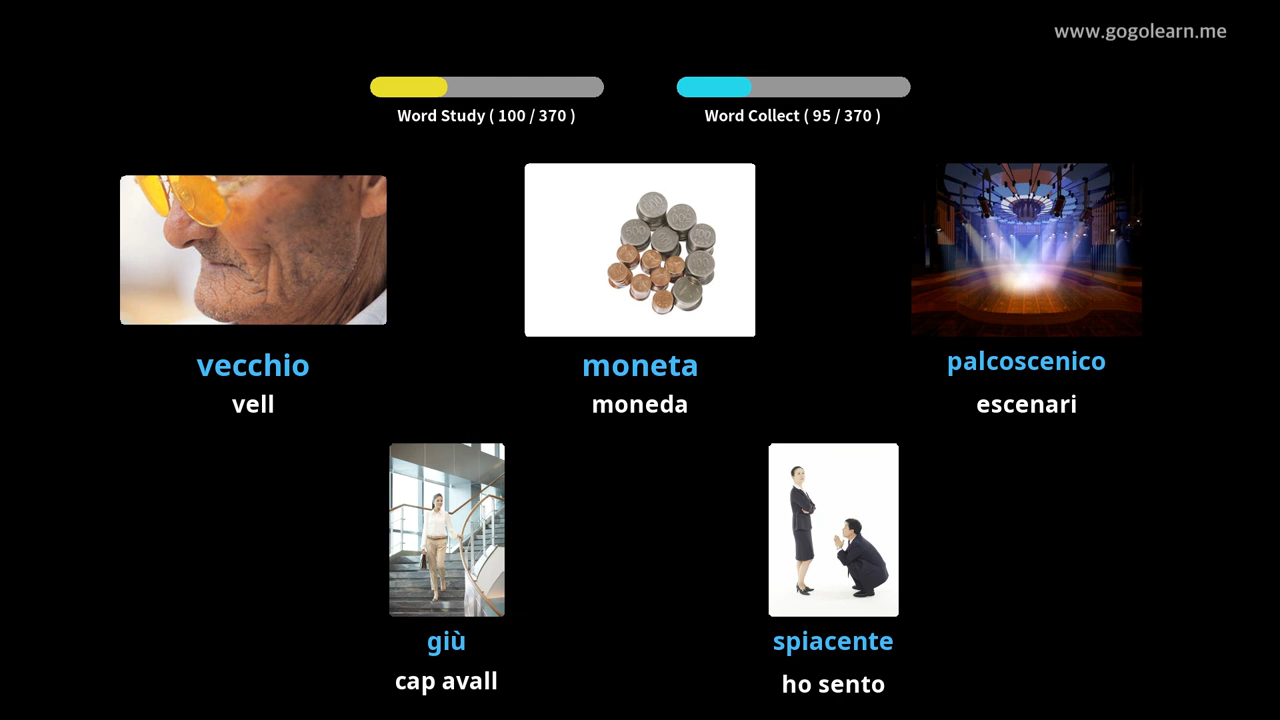 www.gogolearn.me
Word Study ( 100 / 370 )
Word Collect ( 95 / 370 )
vecchio
vell
moneta
moneda
palcoscenico
escenari
giù
cap avall
spiacente
ho sento